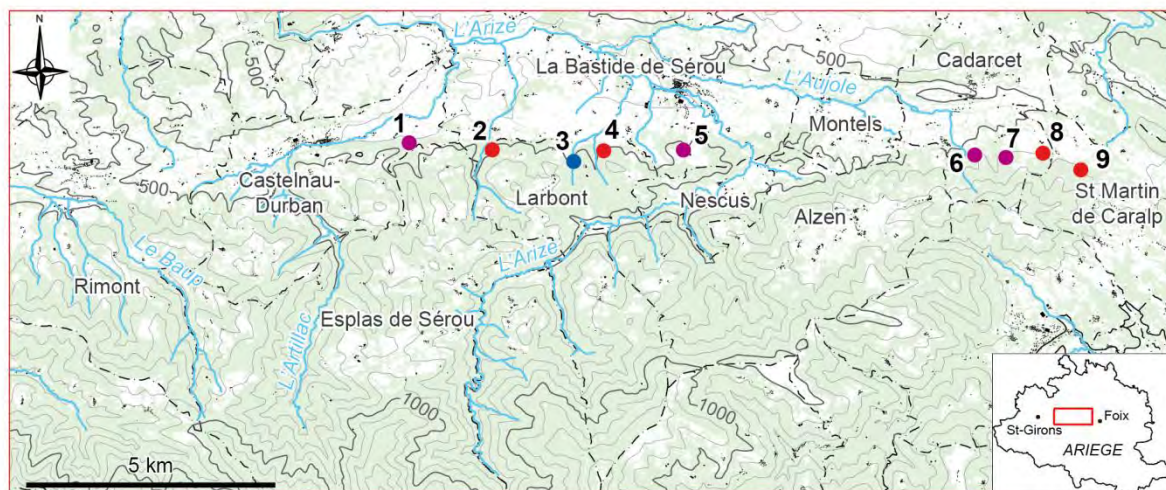 N
L'Arize
500
500
La Bastide de Sérou
Cadarcet
L'Aujole
1
2
3
4
5
Montels
6
7
8
9
500
Castelnau-
Durban
Larbont
Nescus
Alzen
St Martin
de Caralp
Le Baup
L'Arize
Rimont
L'Artillac
Esplas de Sérou
1000
1000
St-Girons
Foix
ARIEGE
5 km